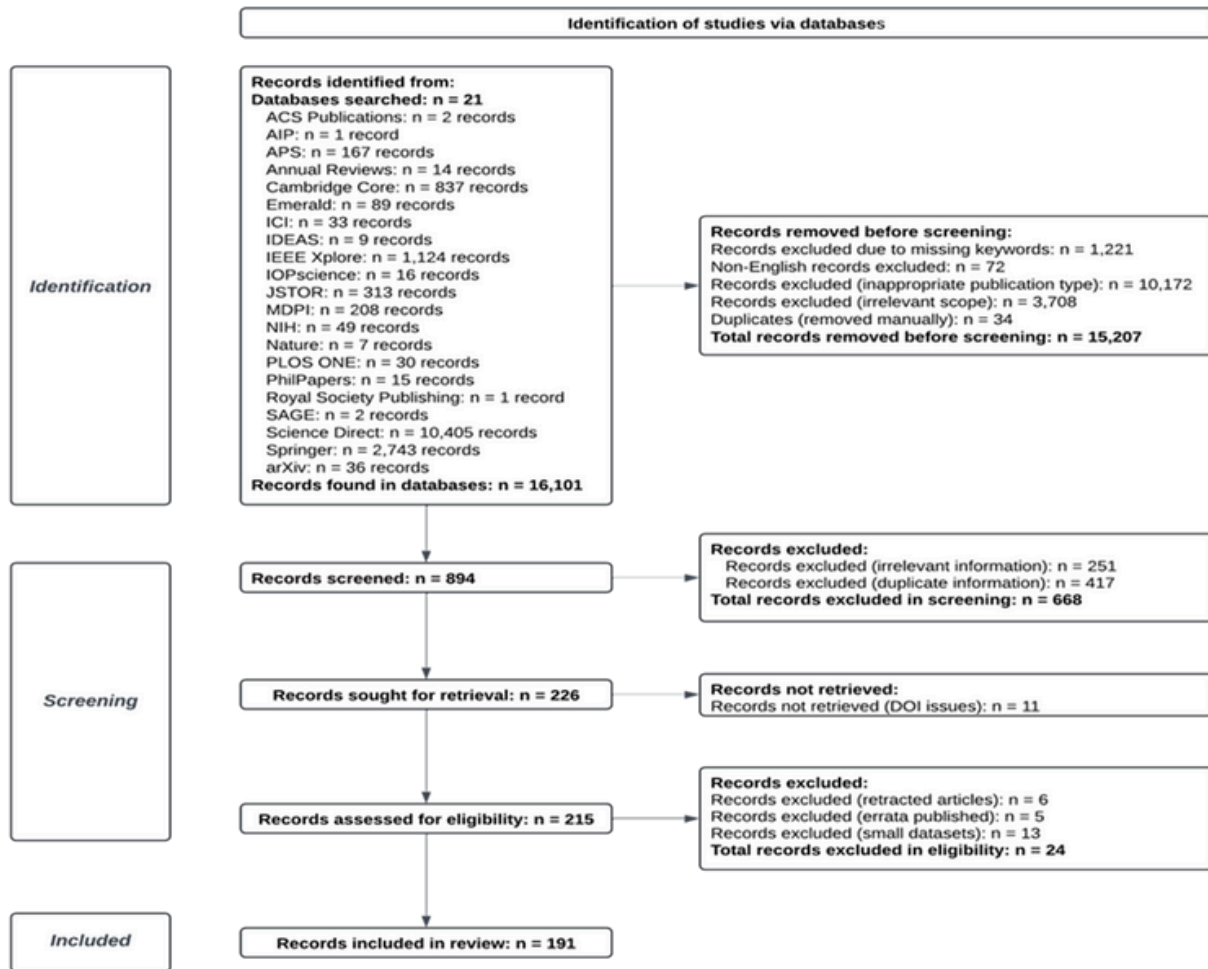 Identification of studies via databases
Identification
Records identified from:
Databases searched: n = 21
ACS Publications: n = 2 records
AIP: n = 1 record
APS: n = 167 records
Annual Reviews: n = 14 records
Cambridge Core: n = 837 records
Emerald: n = 89 records
ICI: n = 33 records
IDEAS: n = 9 records
IEEE Xplore: n = 1,124 records
IOPscience: n = 16 records
JSTOR: n = 313 records
MDPI: n = 208 records
NIH: n = 49 records
Nature: n = 7 records
PLOS ONE: n = 30 records
PhilPapers: n = 15 records
Royal Society Publishing: n = 1 record
SAGE: n = 2 records
Science Direct: n = 10,405 records
Springer: n = 2,743 records
arXiv: n = 36 records
Records found in databases: n = 16,101
Records removed before screening:
Records excluded due to missing keywords: n = 1,221
Non-English records excluded: n = 72
Records excluded (inappropriate publication type): n = 10,172
Records excluded (irrelevant scope): n = 3,708
Duplicates (removed manually): n = 34
Total records removed before screening: n = 15,207
Screening
Records screened: n = 894
Records excluded:
Records excluded (irrelevant information): n = 251
Records excluded (duplicate information): n = 417
Total records excluded in screening: n = 668
Records sought for retrieval: n = 226
Records not retrieved:
Records not retrieved (DOI issues): n = 11
Records assessed for eligibility: n = 215
Records excluded:
Records excluded (retracted articles): n = 6
Records excluded (errata published): n = 5
Records excluded (small datasets): n = 13
Total records excluded in eligibility: n = 24
Included
Records included in review: n = 191